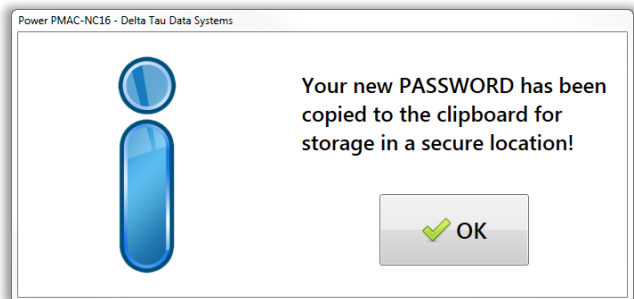 Power PMAC-NC16 - Delta Tau Data Systems
Your new PASSWORD has been
copied to the clipboard for
storage in a secure location!
OK